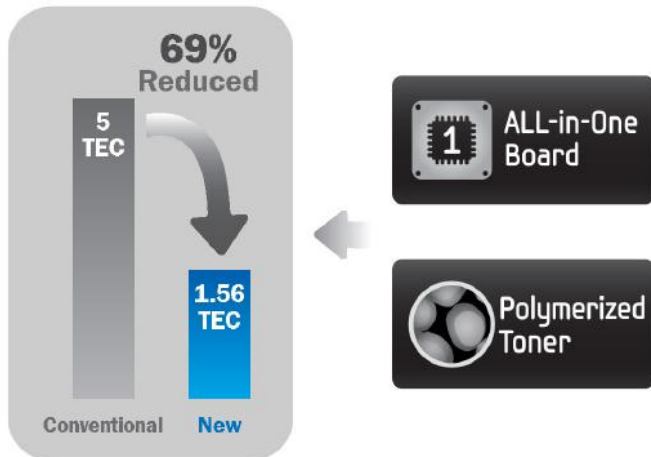 69%
Reduced
5
TEC
1.56
TEC
Conventional
New
1
ALL-in-One
Board
Polymerized
Toner